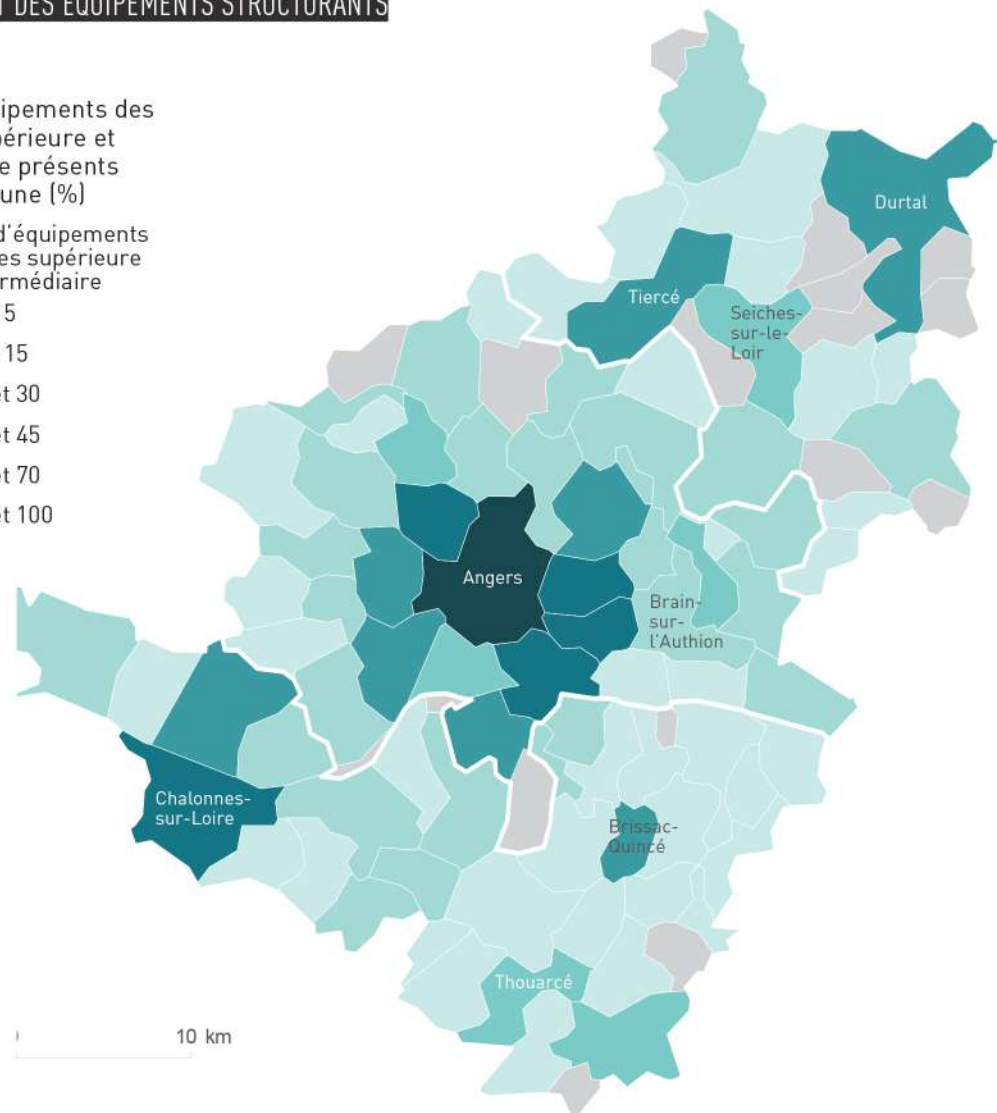 DES ÉQUIPEMENTS STRUCTURANTS
ipements des
périeure et
e présents
une (%)
d'équipements
es supérieure
ermédiaire
5
15
et 30
et 45
et 70
et 100
Durtal
Tiercé
Seiches-
sur-le-
Loir
Angers
Brain-
sur-
l'Authion
Chalonnes-
sur-Loire
Brissac-
Quincé
Thouarcé
10 km